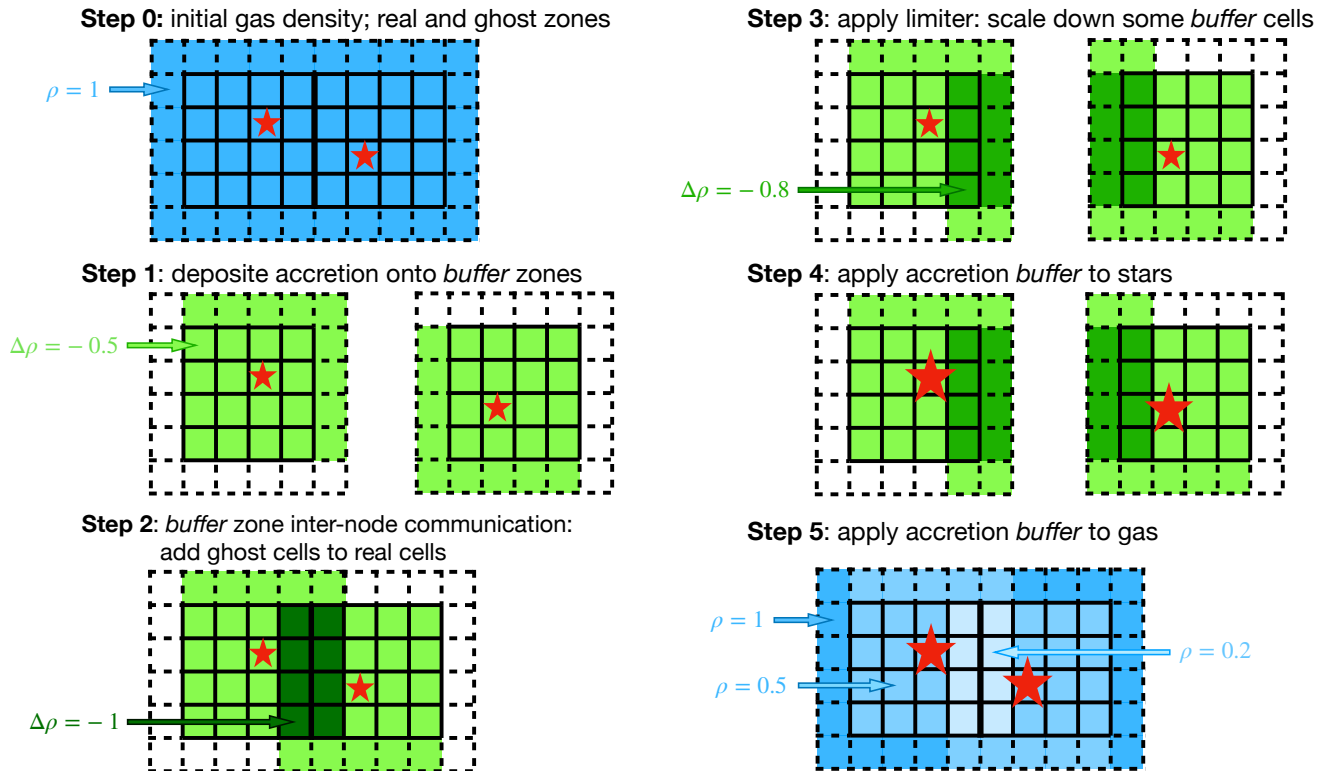 Step 0: initial gas density; real and ghost zones
ρ = 1
Step 1: deposite accretion onto buffer zones
Δρ = − 0.5
Step 2: buffer zone inter-node communication:
add ghost cells to real cells
Δρ = − 1
Step 3: apply limiter: scale down some buffer cells
Δρ = − 0.8
Step 4: apply accretion buffer to stars
Step 5: apply accretion buffer to gas
ρ = 1
ρ = 0.2
ρ = 0.5